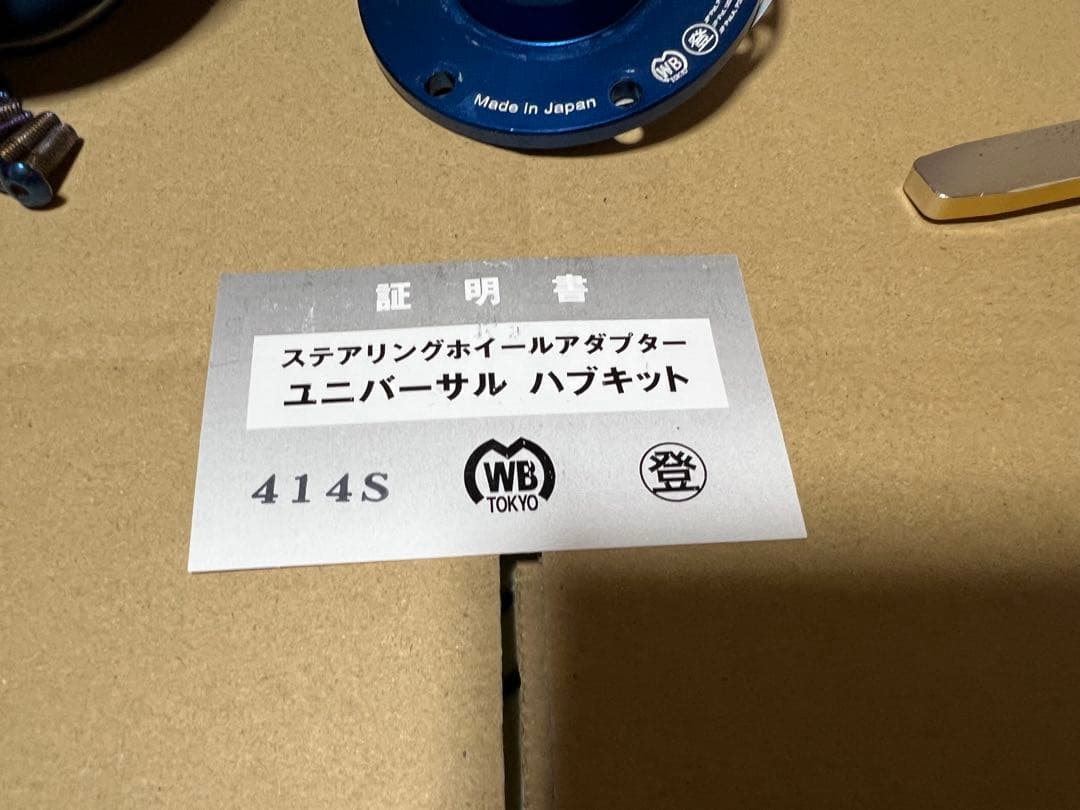 登
WB
TOKYO
Made in Japan
証明書
ステアリングホイールアダプター
ユニバーサル ハブキット
414S
WB
TOKYO
登